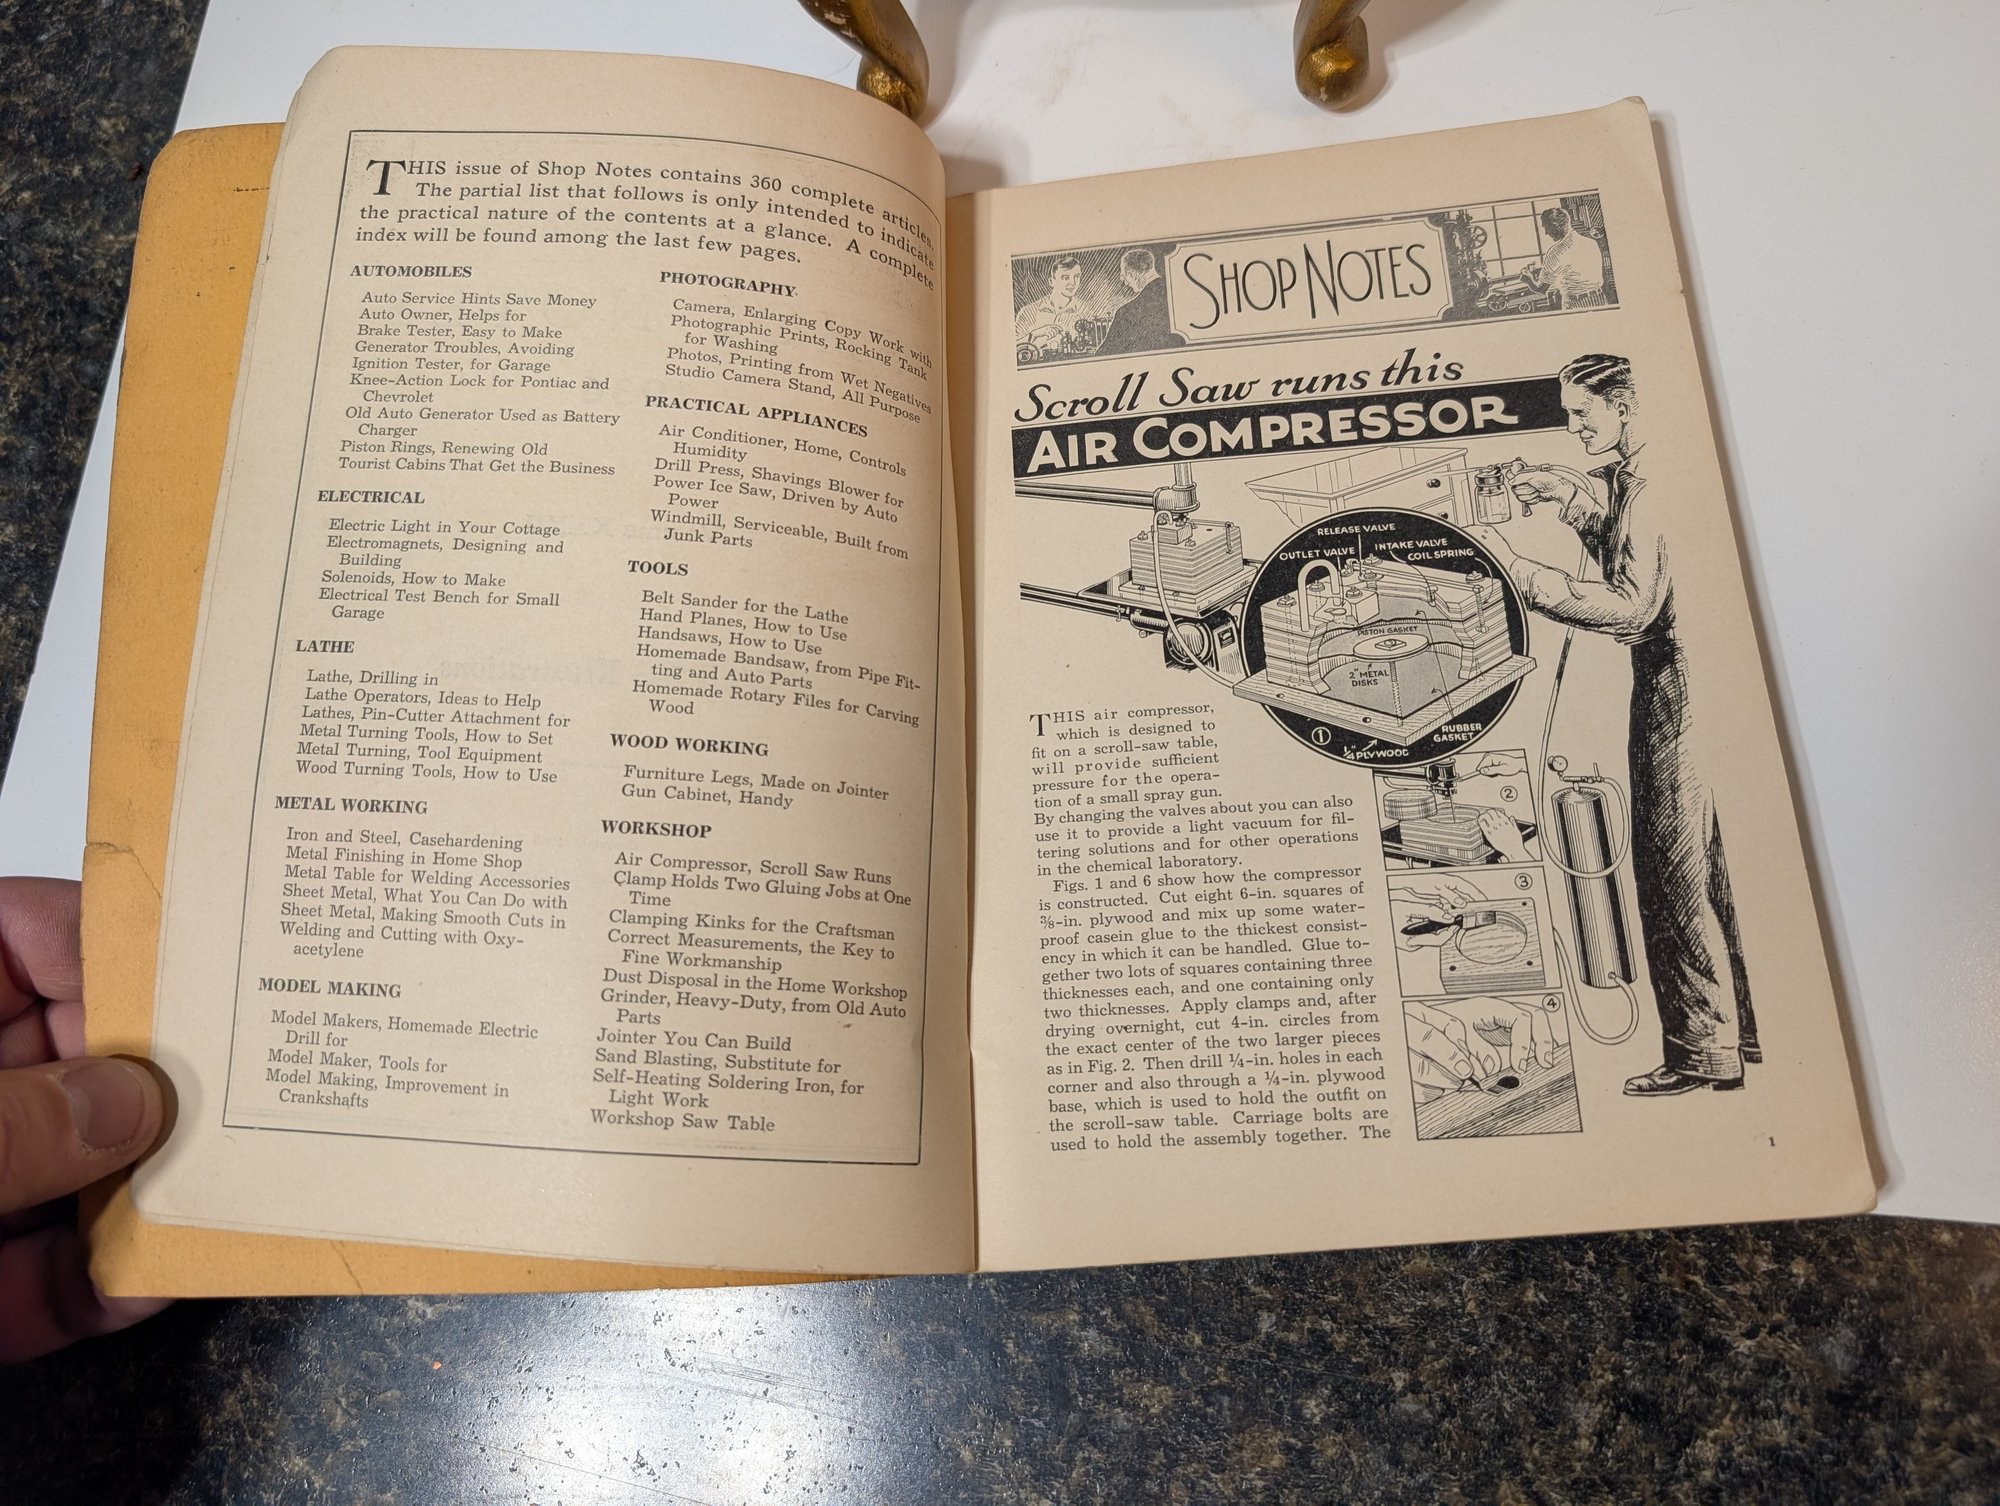 THIS issue of Shop Notes contains 360 complete articles.
The partial list that follows is only intended to indicate
the practical nature of the contents at a glance. A complete
index will be found among the last few pages.
AUTOMOBILES
Auto Service Hints Save Money
Auto Owner, Helps for
Brake Tester, Easy to Make
Generator Troubles, Avoiding
Ignition Tester, for Garage
Knee-Action Lock for Pontiac and
Chevrolet
Old Auto Generator Used as Battery
Charger
Piston Rings, Renewing Old
Tourist Cabins That Get the Business
ELECTRICAL
Electric Light in Your Cottage
Electromagnets, Designing and
Building
Solenoids, How to Make
Electrical Test Bench for Small
Garage
LATHE
Lathe, Drilling in
Lathe Operators, Ideas to Help
Lathes, Pin-Cutter Attachment for
Metal Turning Tools, How to Set
Metal Turning, Tool Equipment
Wood Turning Tools, How to Use
METAL WORKING
Iron and Steel, Casehardening
Metal Finishing in Home Shop
Metal Table for Welding Accessories
Sheet Metal, What You Can Do with
Sheet Metal, Making Smooth Cuts in
Welding and Cutting with Oxy-
acetylene
MODEL MAKING
Model Makers, Homemade Electric
Drill for
Model Maker, Tools for
Model Making, Improvement in
Crankshafts
PHOTOGRAPHY
Camera, Enlarging Copy Work with
Photographic Prints, Rocking Tank
for Washing
Photos, Printing from Wet Negatives
Studio Camera Stand, All Purpose
PRACTICAL APPLIANCES
Air Conditioner, Home, Controls
Humidity
Drill Press, Shavings Blower for
Power Ice Saw, Driven by Auto
Power
Windmill, Serviceable, Built from
Junk Parts
TOOLS
Belt Sander for the Lathe
Hand Planes, How to Use
Handsaws, How to Use
Homemade Bandsaw, from Pipe Fit-
ting and Auto Parts
Homemade Rotary Files for Carving
Wood
WOOD WORKING
Furniture Legs, Made on Jointer
Gun Cabinet, Handy
WORKSHOP
Air Compressor, Scroll Saw Runs
Clamp Holds Two Gluing Jobs at One
Time
Clamping Kinks for the Craftsman
Correct Measurements, the Key to
Fine Workmanship
Dust Disposal in the Home Workshop
Grinder, Heavy-Duty, from Old Auto
Parts
Jointer You Can Build
Sand Blasting, Substitute for
Self-Heating Soldering Iron, for
Light Work
Workshop Saw Table
SHOP NOTES
Scroll Saw runs this
AIR COMPRESSOR
RELEASE VALVE
OUTLET VALVE
INTAKE VALVE
COIL SPRING
PISTON GASKET
2" METAL
DISKS
RUBBER
GASKET
1/4" PLYWOOD
1
2
3
4
THIS air compressor,
which is designed to
fit on a scroll-saw table,
will provide sufficient
pressure for the opera-
tion of a small spray gun.
By changing the valves about you can also
use it to provide a light vacuum for fil-
tering solutions and for other operations
in the chemical laboratory.
Figs. 1 and 6 show how the compressor
is constructed. Cut eight 6-in. squares of
⅜-in. plywood and mix up some water-
proof casein glue to the thickest consist-
ency in which it can be handled. Glue to-
gether two lots of squares containing three
thicknesses each, and one containing only
two thicknesses. Apply clamps and, after
drying overnight, cut 4-in. circles from
the exact center of the two larger pieces
as in Fig. 2. Then drill ¼-in. holes in each
corner and also through a ¼-in. plywood
base, which is used to hold the outfit on
the scroll-saw table. Carriage bolts are
used to hold the assembly together. The
1